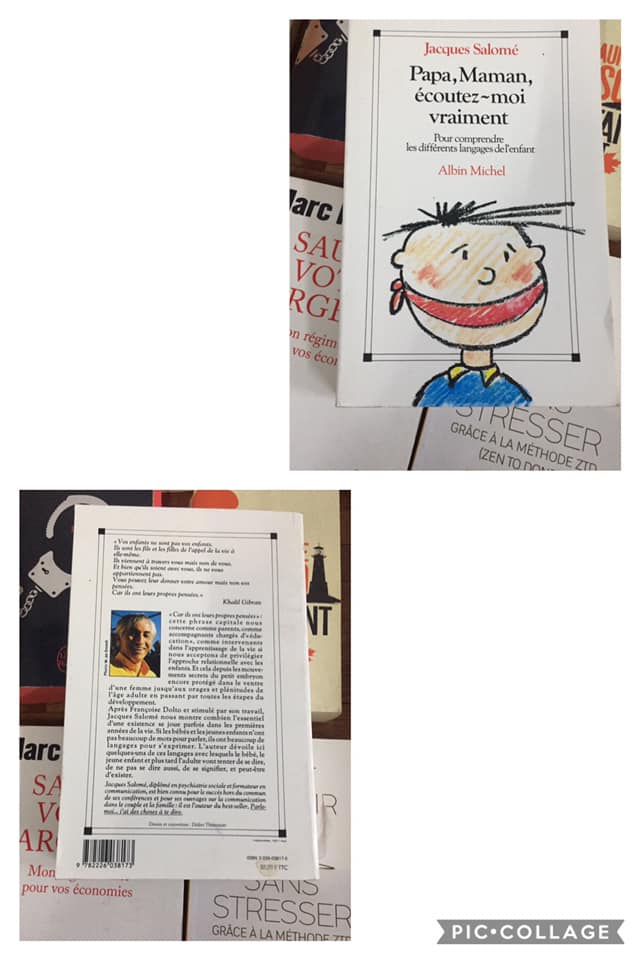 Jacques Salomé
Papa, Maman,
écoutez~moi
vraiment
Pour comprendre
les différents langages de l'enfant
Albin Michel
Marc
SAU
VO
RGE
on régim
vos écon
STRESSER
GRÂCE À LA MÉTHODE ZTD
(ZEN TO DONE
« Vos enfants ne sont pas vos enfants.
Ils sont les fils et les filles de l'appel de la vie à
elle-même.
Ils viennent à travers vous mais non de vous.
Et bien qu'ils soient avec vous, ils ne vous
appartiennent pas.
Vous pouvez leur donner votre amour mais non vos
pensées.
Car ils ont leurs propres pensées. »
Khalil Gibran
« Car ils ont leurs propres pensées » :
cette phrase capitale nous
concerne comme parents, comme
accompagnants chargés d'«édu-
cation», comme intervenants
dans l'apprentissage de la vie si
nous acceptons de privilégier
l'approche relationnelle avec les
enfants. Et cela depuis les mouve-
ments secrets du petit embryon
encore protégé dans le ventre
d'une femme jusqu'aux orages et plénitudes de
l'âge adulte en passant par toutes les étapes du
développement.
Après Françoise Dolto et stimulé par son travail,
Jacques Salomé nous montre combien l'essentiel
d'une existence se joue parfois dans les premières
années de la vie. Si les bébés et les jeunes enfants n'ont
pas beaucoup de mots pour parler, ils ont beaucoup de
langages pour s'exprimer. L'auteur dévoile ici
quelques-uns de ces langages avec lesquels le bébé, le
jeune enfant et plus tard l'adulte vont tenter de se dire,
de ne pas se dire aussi, de se signifier, et peut-être
d'exister.
Jacques Salomé, diplômé en psychiatrie sociale et formateur en
communication, est bien connu pour le succès hors du commun
de ses conférences et pour ses ouvrages sur la communication
dans le couple et la famille : il est l'auteur du best-seller, Parle-
moi... j'ai des choses à te dire.
Dessin et couverture : Didier Thimonier
9 782226 038173
ISBN 2-226-03817-5
F TTC
NT
Marc
SA
VO
AR
Mon
pour vos économies
SANS
STRESSER
GRÂCE À LA MÉTHODE ZTD
PIC•COLLAGE